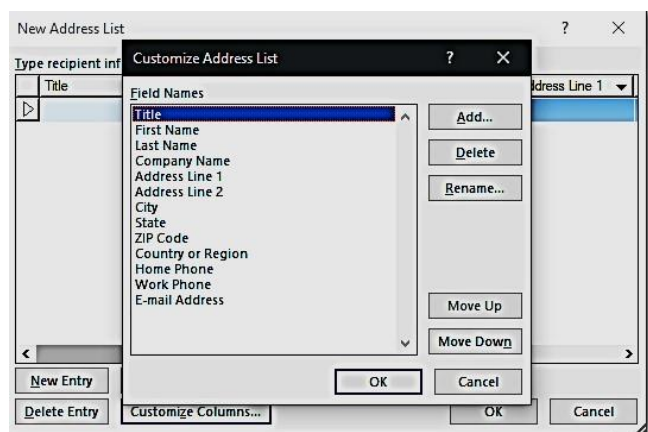 New Address List
?
×
Customize Address List
?
×
Type recipient inf
Title
ddress Line 1
Field Names
Title
First Name
Last Name
Company Name
Address Line 1
Address Line 2
City
State
ZIP Code
Country or Region
Home Phone
Work Phone
E-mail Address
Add...
Delete
Rename...
Move Up
Move Down
OK
Cancel
New Entry
Delete Entry
Customize Columns...
OK
Cancel